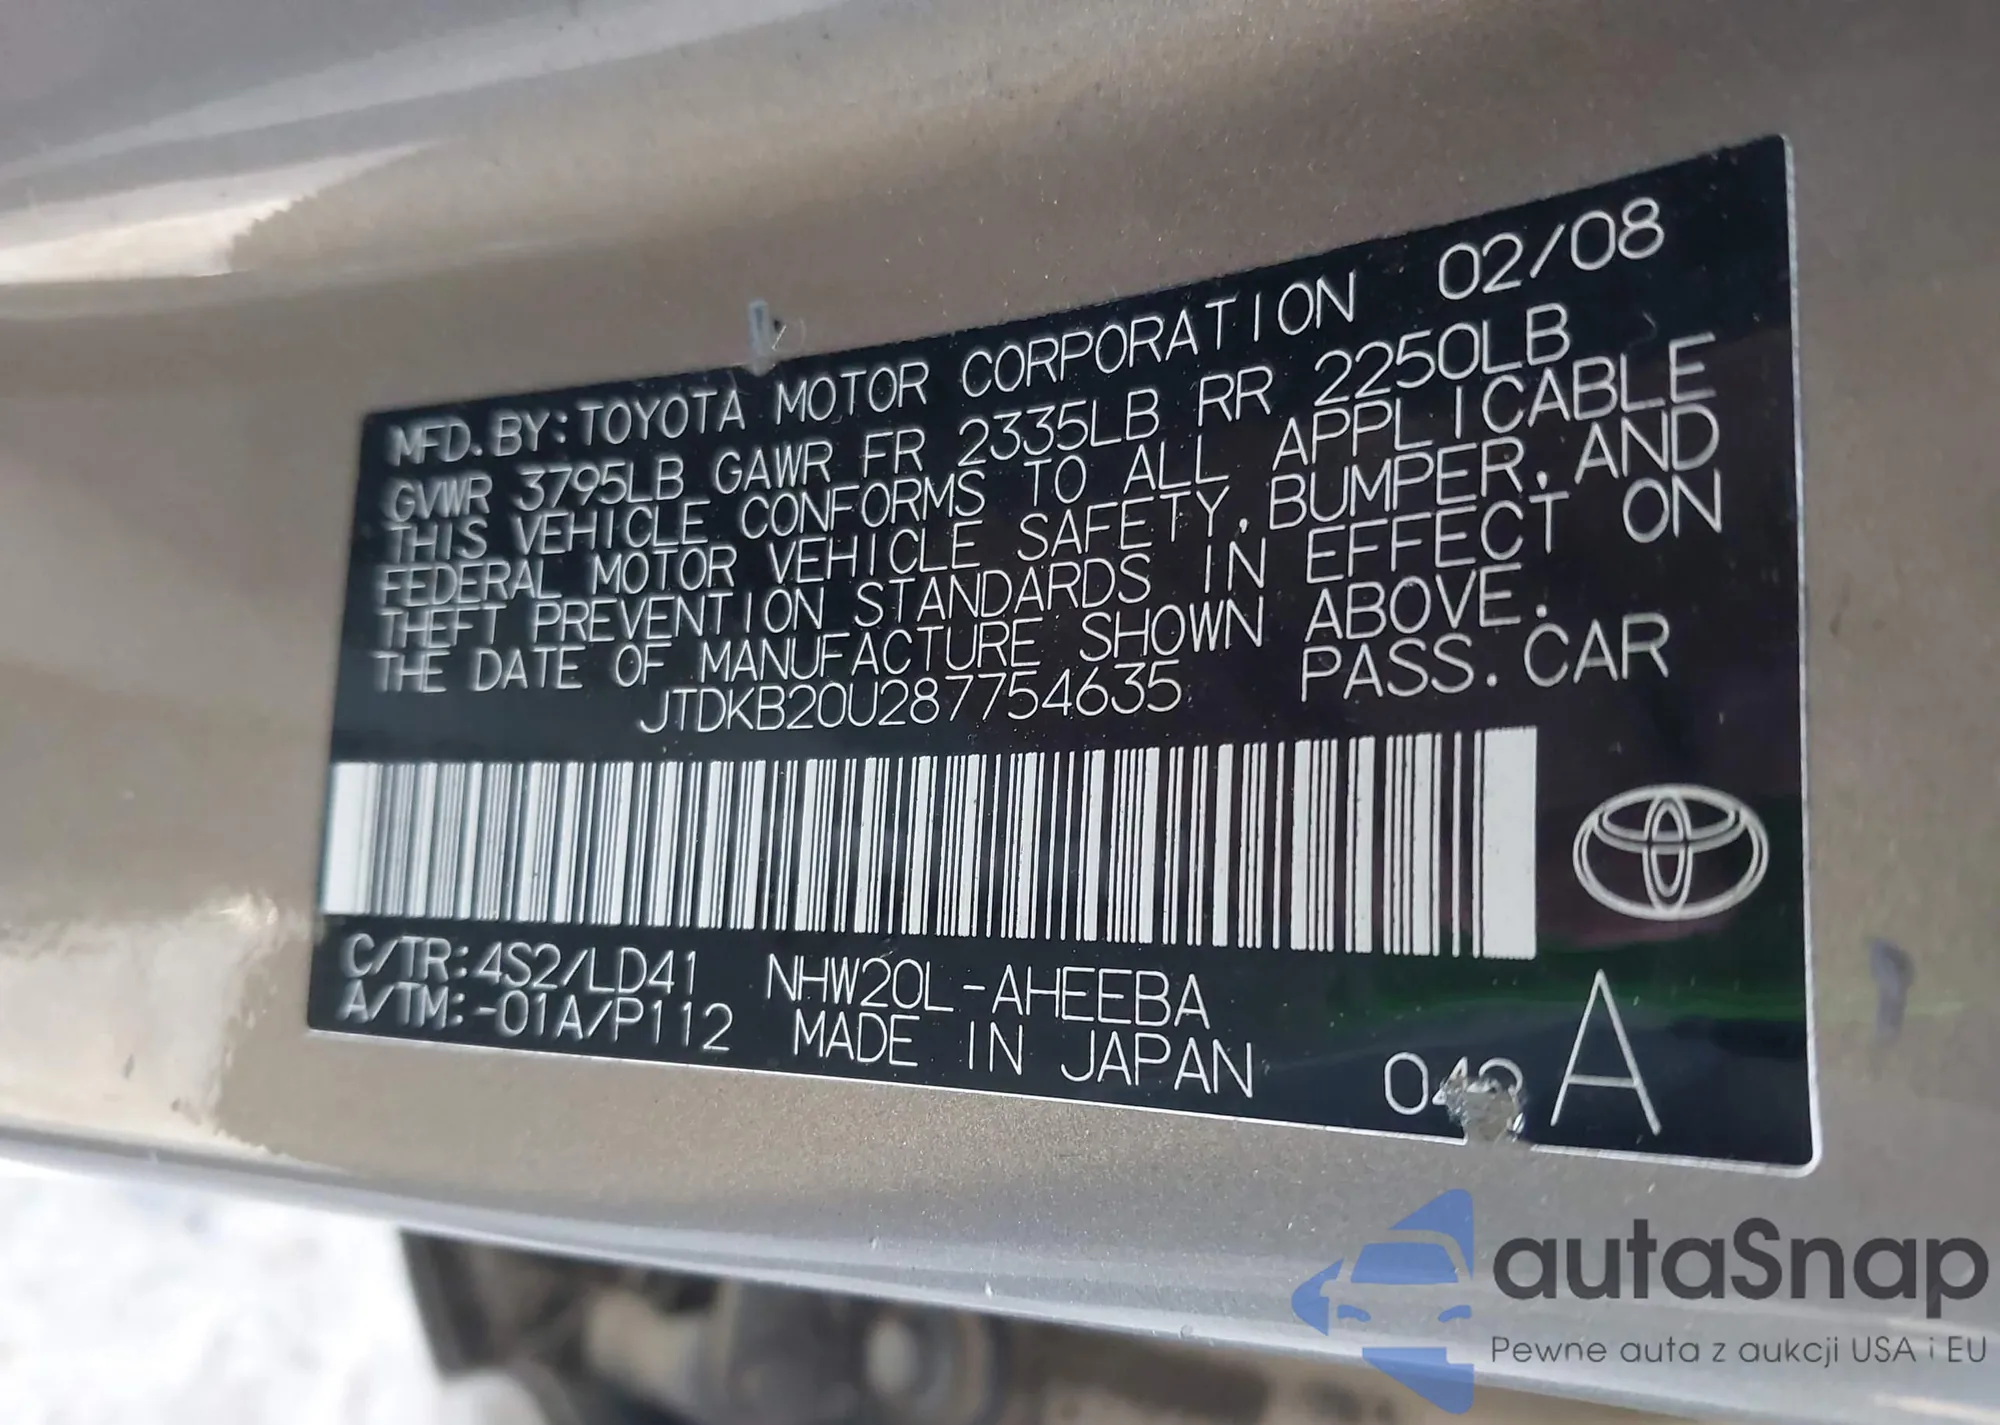 MFD. BY: TOYOTA MOTOR CORPORATION 02/08
GVWR 3795LB GAWR FR 2335LB RR 2250LB
THIS VEHICLE CONFORMS TO ALL APPLICABLE
FEDERAL MOTOR VEHICLE SAFETY, BUMPER, AND
THEFT PREVENTION STANDARDS IN EFFECT ON
THE DATE OF MANUFACTURE SHOWN ABOVE.
JTDKB20U287754635 PASS. CAR
C/TR: 4S2/LD41 NHW20L-AHEEBA
A/TM: -01A/P112 MADE IN JAPAN
A
autaSnap
Pewne auta z aukcji USA i EU